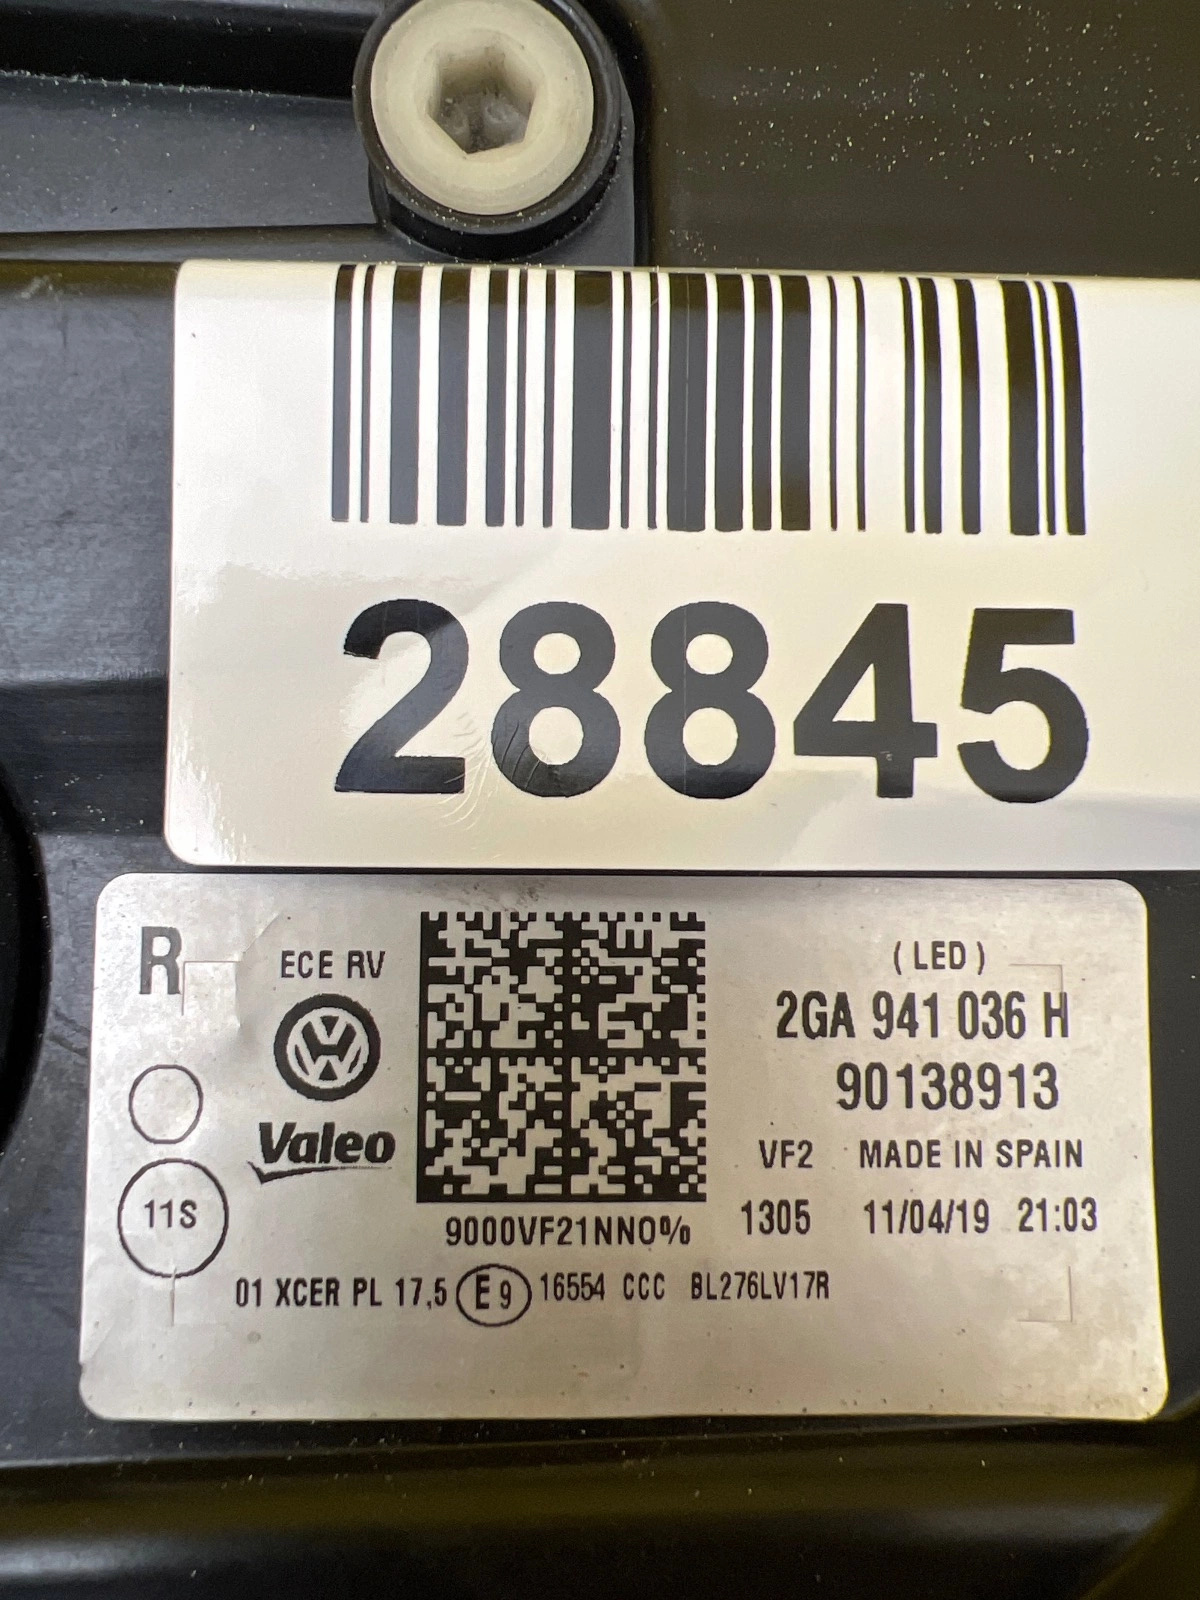 28845
R
ECE RV
(LED)
2GA 941 036 H
90138913
Valeo
VF2 MADE IN SPAIN
11S
9000VF21NNO%
1305 11/04/19 21:03
01 XCER PL 17,5 E9 16554 CCC BL276LV17R